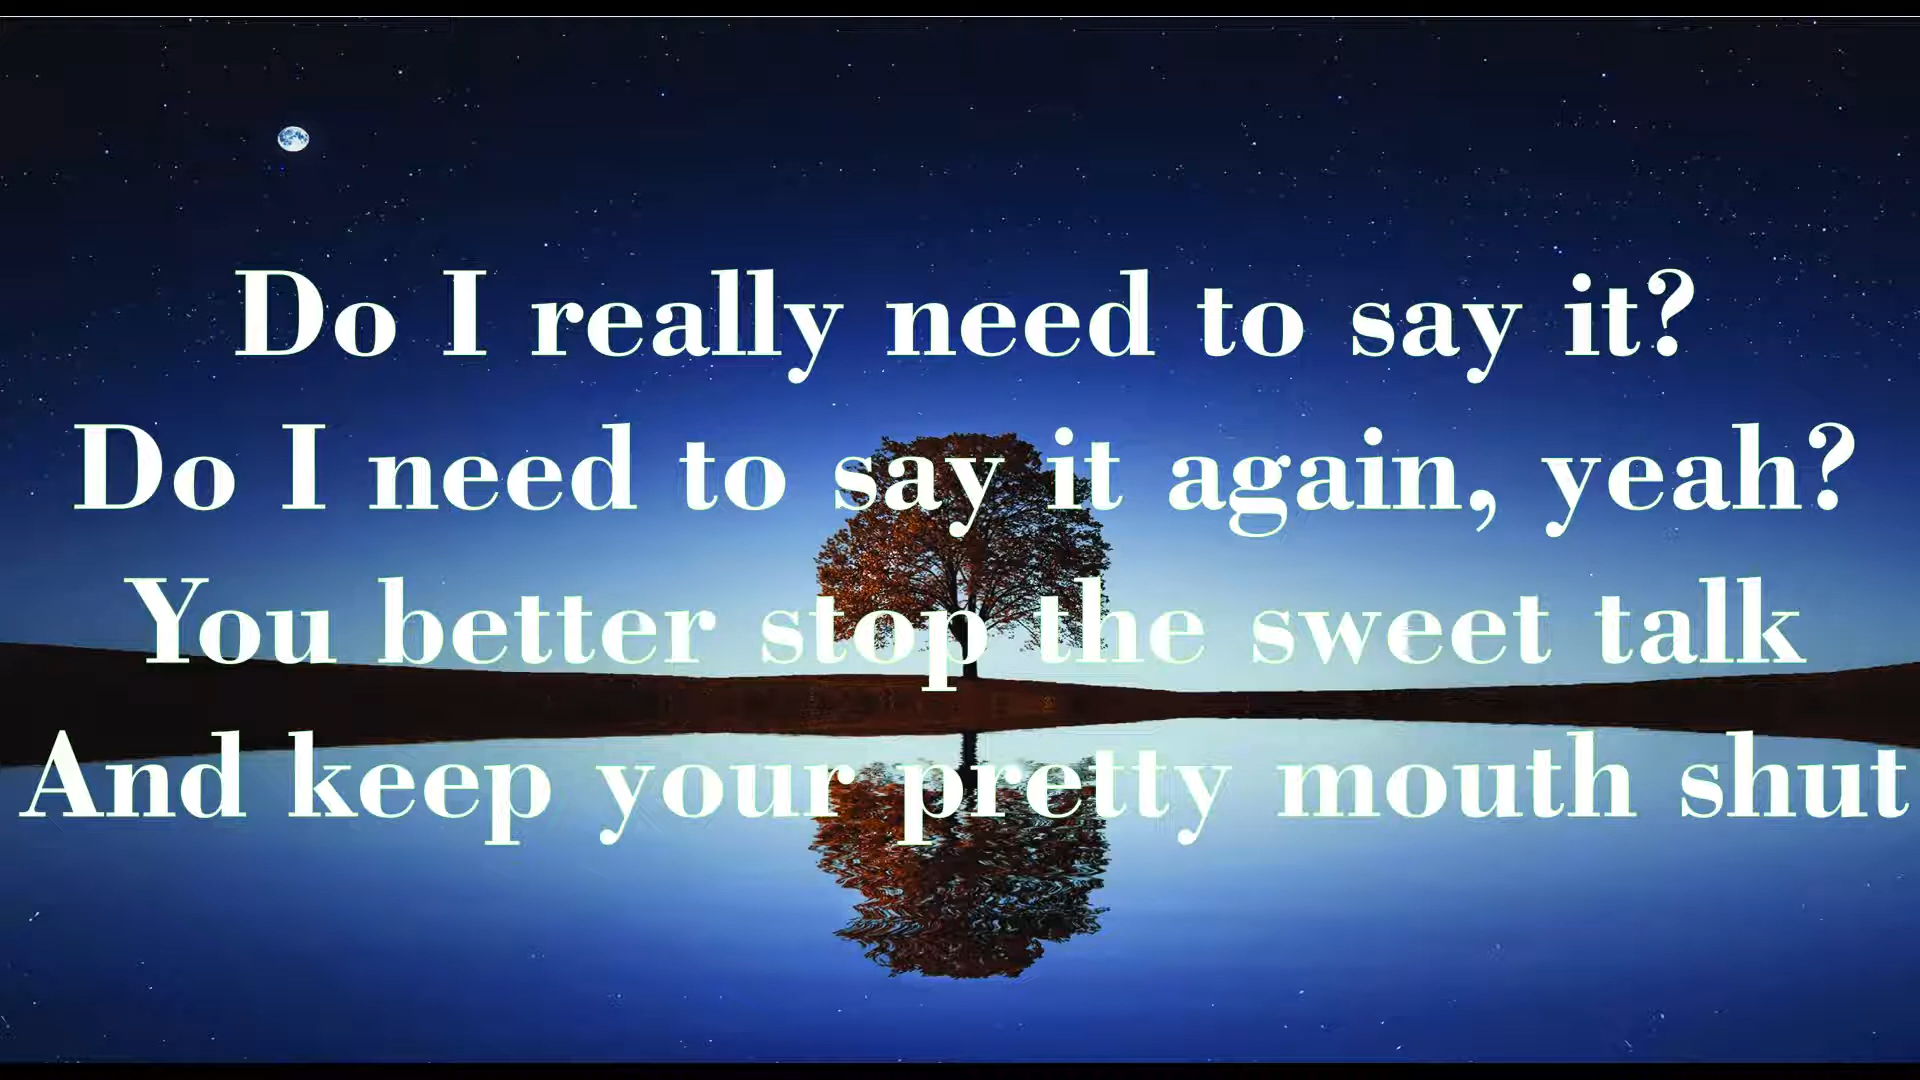 Do I really need to say it?
Do I need to say it again, yeah?
You better stop the sweet talk
And keep your pretty mouth shut